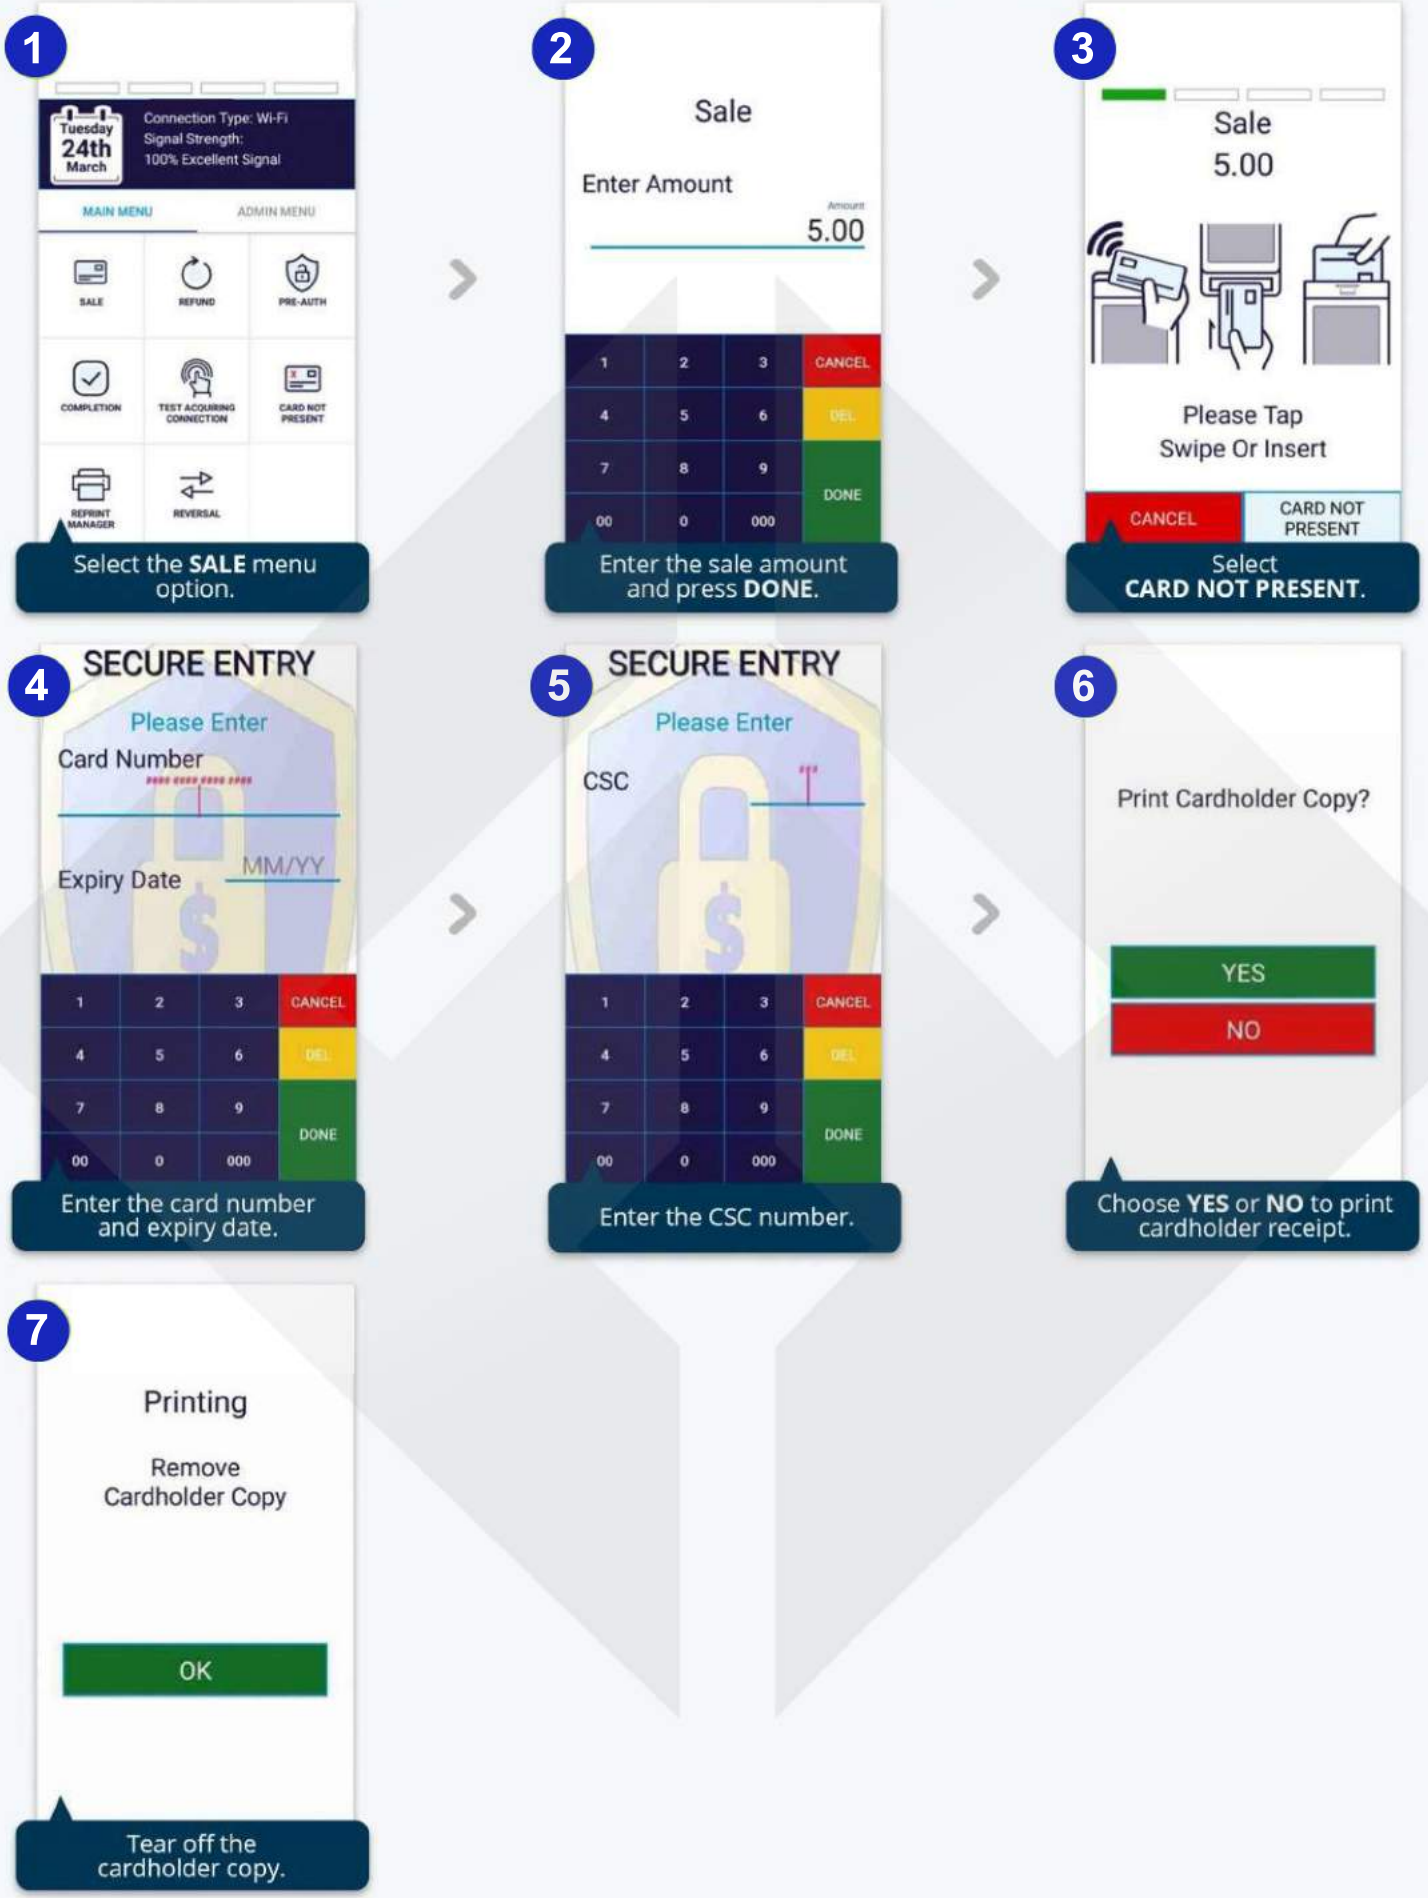 1
Tuesday
24th
March
Connection Type: Wi-Fi
Signal Strength:
100% Excellent Signal
MAIN MENU
ADMIN MENU
SALE
REFUND
PRE-AUTH
COMPLETION
TEST ACQUIRING
CONNECTION
CARD NOT
PRESENT
REPRINT
MANAGER
REVERSAL
Select the SALE menu
option.
2
Sale
Enter Amount
Amount
5.00
1 2 3 CANCEL
4 5 6 DEL
7 8 9
DONE
00 0 000
Enter the sale amount
and press DONE.
3
Sale
5.00
Please Tap
Swipe Or Insert
CANCEL
CARD NOT
PRESENT
Select
CARD NOT PRESENT.
4
SECURE ENTRY
Please Enter
Card Number
#### #### #### ####
Expiry Date
MM/YY
1 2 3 CANCEL
4 5 6 DEL
7 8 9
DONE
00 0 000
$
Enter the card number
and expiry date.
5
SECURE ENTRY
Please Enter
CSC
###
$
1 2 3 CANCEL
4 5 6 DEL
7 8 9
DONE
00 0 000
Enter the CSC number.
6
Print Cardholder Copy?
YES
NO
Choose YES or NO to print
cardholder receipt.
7
Printing
Remove
Cardholder Copy
OK
Tear off the
cardholder copy.